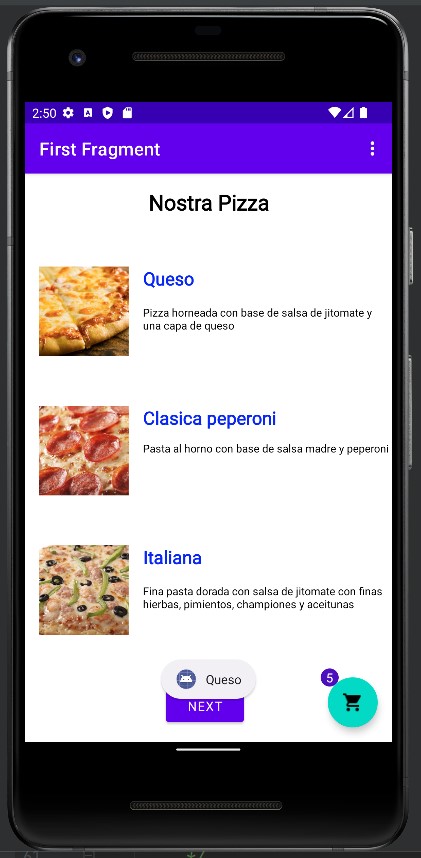 2:50
First Fragment
Nostra Pizza
Queso
Pizza horneada con base de salsa de jitomate y
una capa de queso
Clasica peperoni
Pasta al horno con base de salsa madre y peperoni
Italiana
Fina pasta dorada con salsa de jitomate con finas
hierbas, pimientos, championes y aceitunas
Queso
5
NEXT